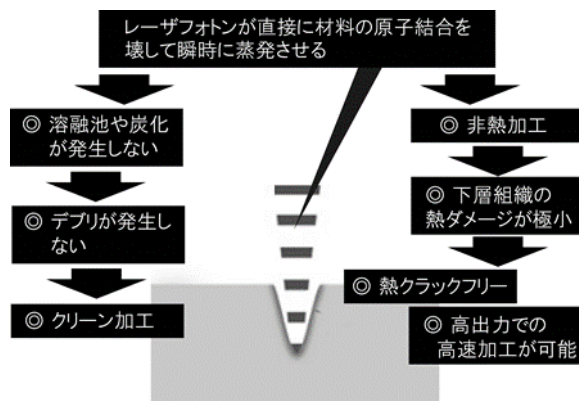 レーザフォトンが直接に材料の原子結合を
壊して瞬時に蒸発させる
◎ 溶融池や炭化
が発生しない
◎ デブリが発生し
ない
◎ クリーン加工
◎ 非熱加工
◎ 下層組織の
熱ダメージが極小
◎ 熱クラックフリー
◎ 高出力での
高速加工が可能